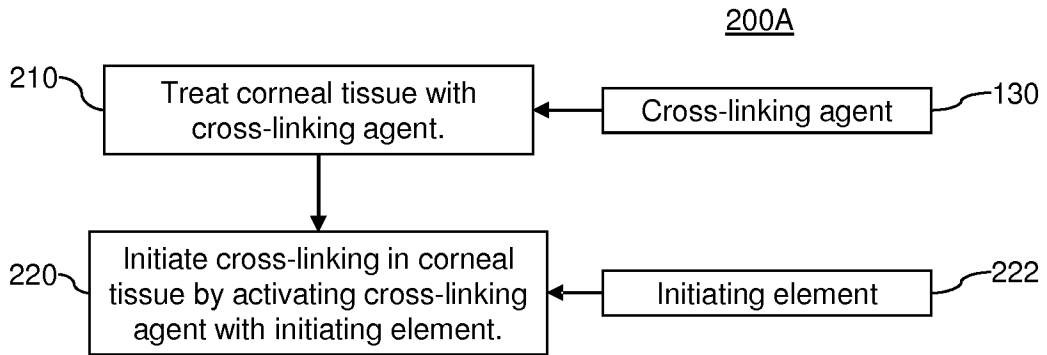 200A
210
Treat corneal tissue with
cross-linking agent.
Cross-linking agent
130
220
Initiate cross-linking in corneal
tissue by activating cross-linking
agent with initiating element.
Initiating element
222